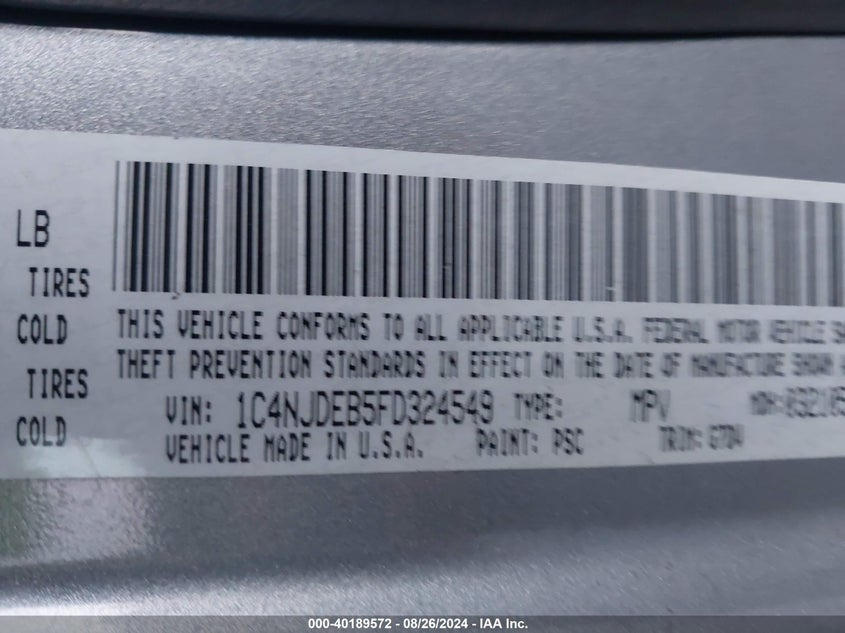 LB
TIRES
COLD
TIRES
COLD
THIS VEHICLE CONFORMS TO ALL APPLICABLE U.S.A. FEDERAL MOTOR VEHICLE
THEFT PREVENTION STANDARDS IN EFFECT ON THE DATE OF MANUFACTURE SHOWN
VIN: 1C4NJDEB5FD324549 TYPE: MPV MDH:
VEHICLE MADE IN U.S.A. PAINT: PSC TRIM:
000-40189572 - 08/26/2024 - IAA Inc.